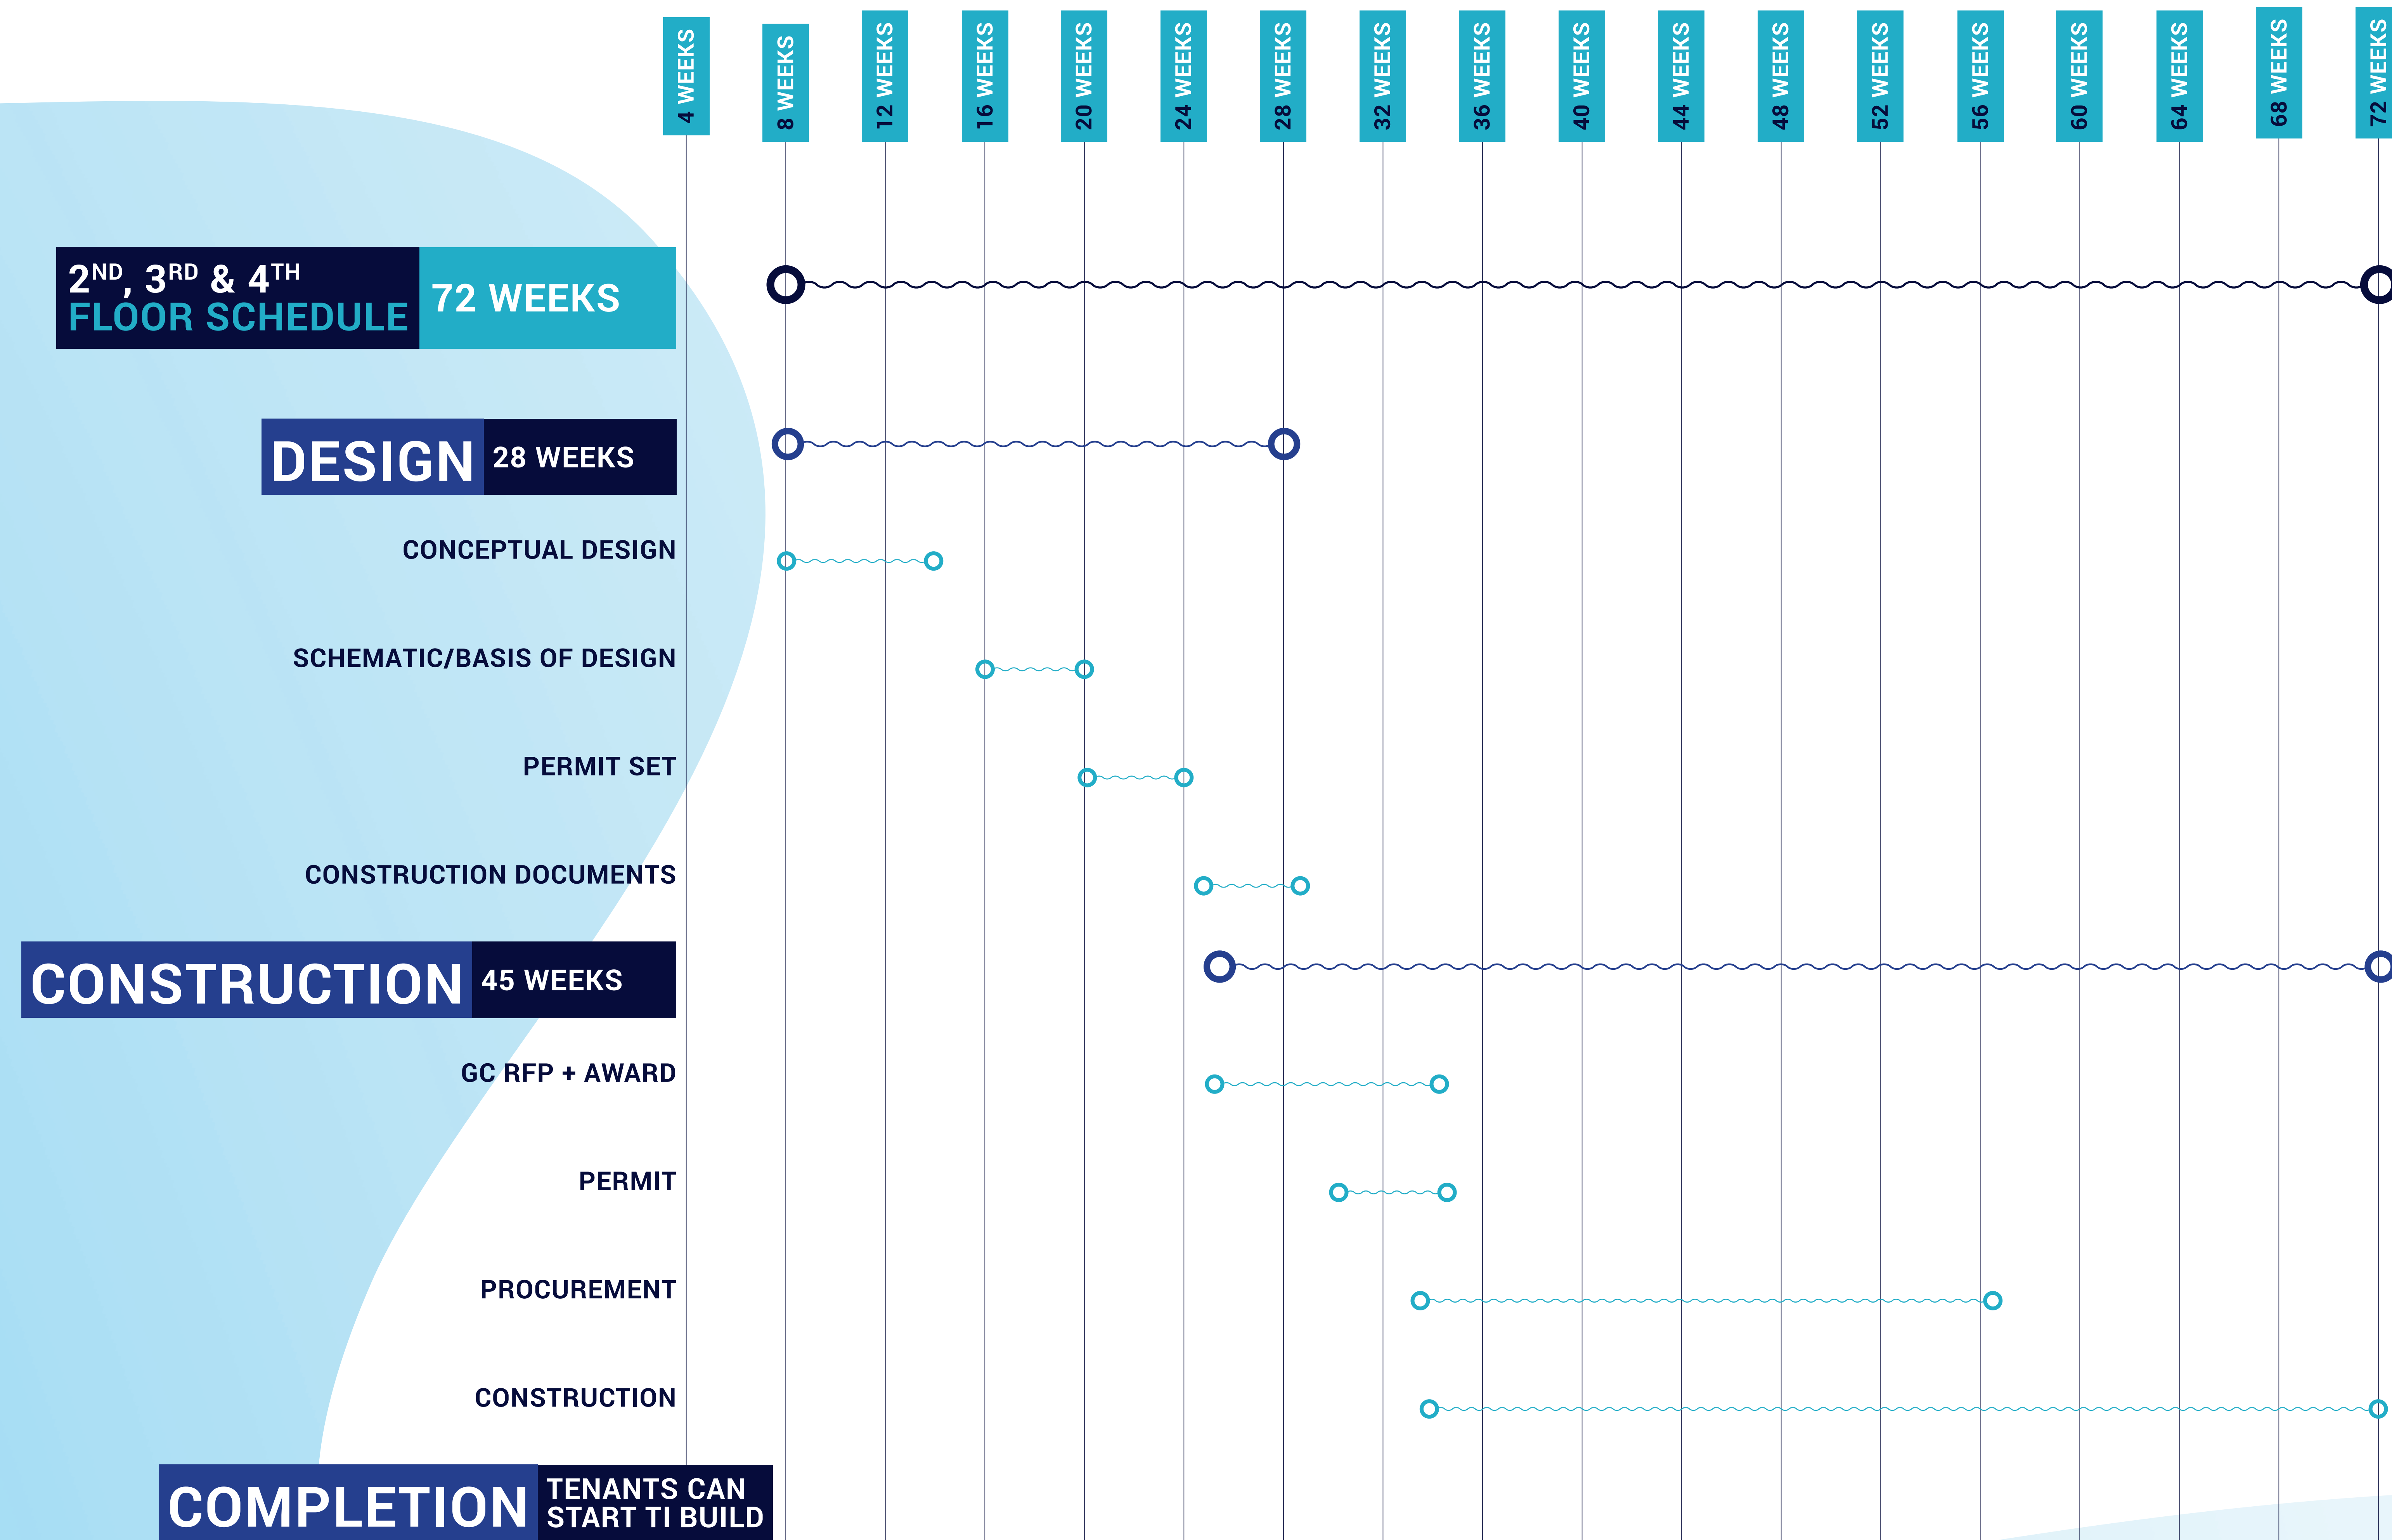 4 WEEKS
8 WEEKS
12 WEEKS
16 WEEKS
20 WEEKS
24 WEEKS
28 WEEKS
32 WEEKS
36 WEEKS
40 WEEKS
44 WEEKS
48 WEEKS
52 WEEKS
56 WEEKS
60 WEEKS
64 WEEKS
68 WEEKS
72 WEEKS
2ND, 3RD & 4TH
FLOOR SCHEDULE
72 WEEKS
DESIGN
28 WEEKS
CONCEPTUAL DESIGN
SCHEMATIC/BASIS OF DESIGN
PERMIT SET
CONSTRUCTION DOCUMENTS
CONSTRUCTION
45 WEEKS
GC RFP + AWARD
PERMIT
PROCUREMENT
CONSTRUCTION
COMPLETION
TENANTS CAN
START TI BUILD